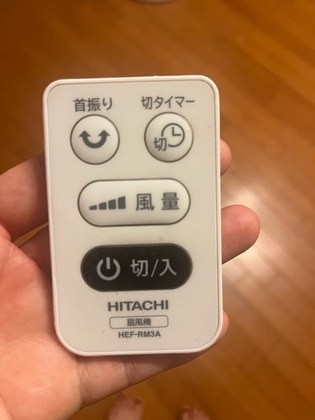 首振り 切タイマー
切
風量
切/入
HITACHI
扇風機
HEF-RM3A